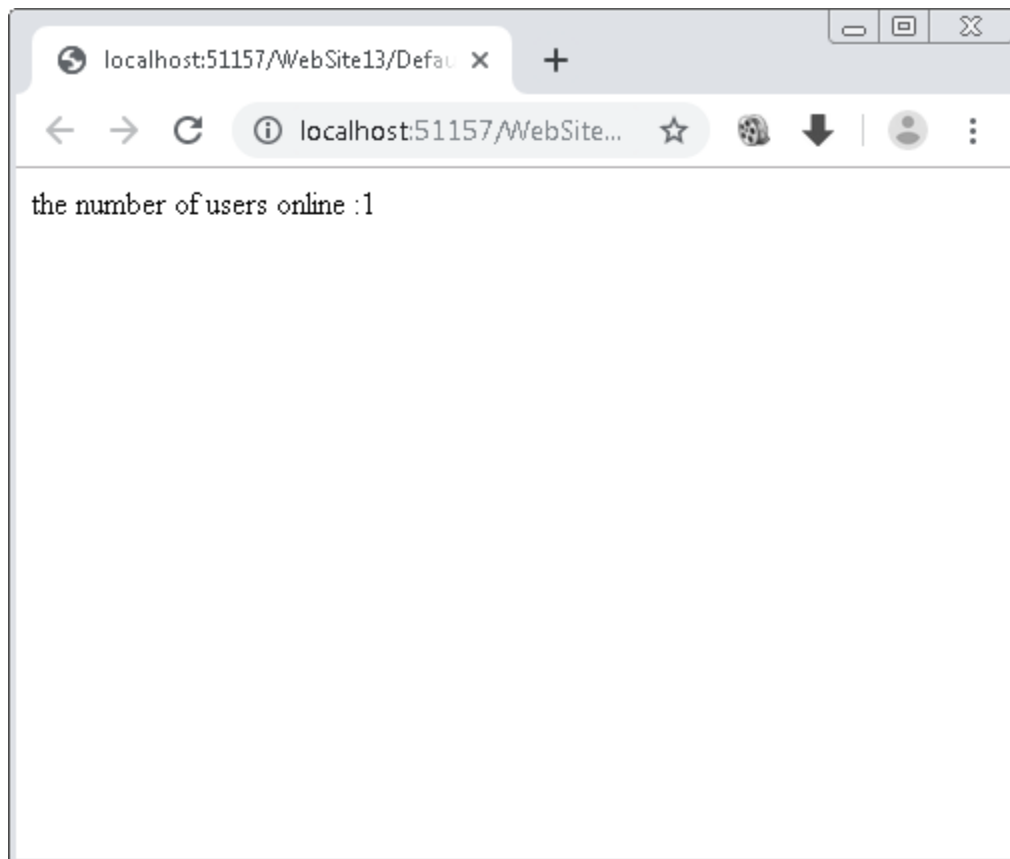 localhost:51157/WebSite13/Defau
localhost:51157/WebSite...
the number of users online :1